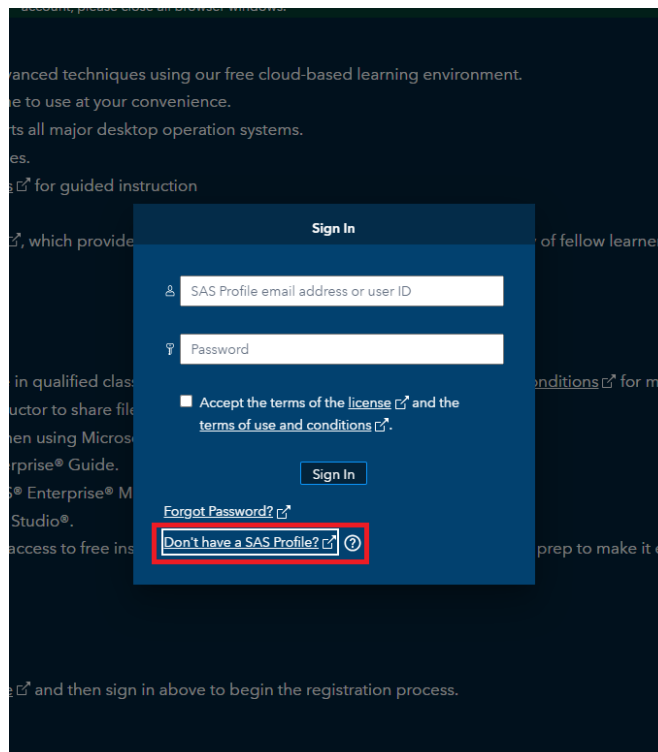 account, please close all browser windows.
vanced techniques using our free cloud-based learning environment.
e to use at your convenience.
ts all major desktop operation systems.
es.
for guided instruction
Sign In
, which provide
of fellow learne
SAS Profile email address or user ID
Password
in qualified clas
onditions for m
Accept the terms of the license and the
uctor to share file
terms of use and conditions.
en using Micros
rprise® Guide.
Sign In
® Enterprise® M
Forgot Password?
Studio®.
Don't have a SAS Profile? ?
access to free ins
prep to make it
and then sign in above to begin the registration process.